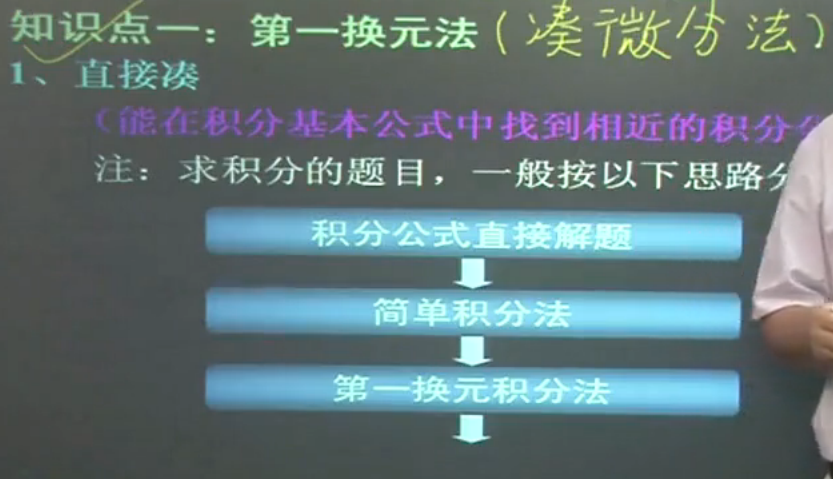 知识点一：第一换元法（凑微分法）
1、直接凑
（能在积分基本公式中找到相近的积分
注：求积分的题目，一般按以下思路分
积分公式直接解题
简单积分法
第一换元积分法